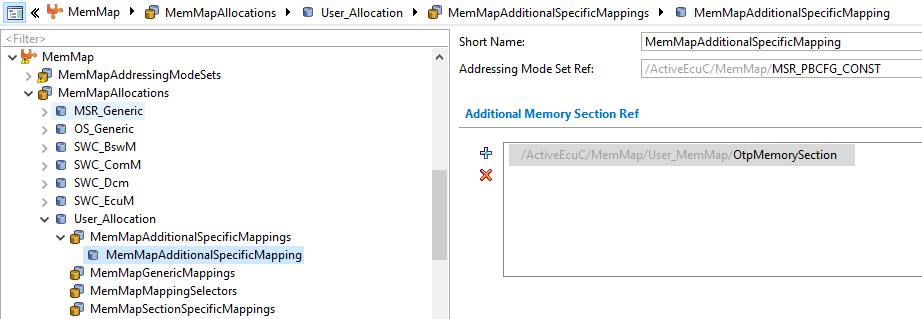 MemMap MemMapAllocations User_Allocation MemMapAdditionalSpecificMappings MemMapAdditionalSpecificMapping
<Filter>
MemMap
MemMapAddressingModeSets
MemMapAllocations
MSR_Generic
OS_Generic
SWC_BswM
SWC_ComM
SWC_Dcm
SWC_EcuM
User_Allocation
MemMapAdditionalSpecificMappings
MemMapAdditionalSpecificMapping
MemMapGenericMappings
MemMapMappingSelectors
MemMapSectionSpecificMappings
Short Name: MemMapAdditionalSpecificMapping
Addressing Mode Set Ref: /ActiveEcuC/MemMap/MSR_PBCFG_CONST
Additional Memory Section Ref
/ActiveEcuC/MemMap/User_MemMap/OtpMemorySection